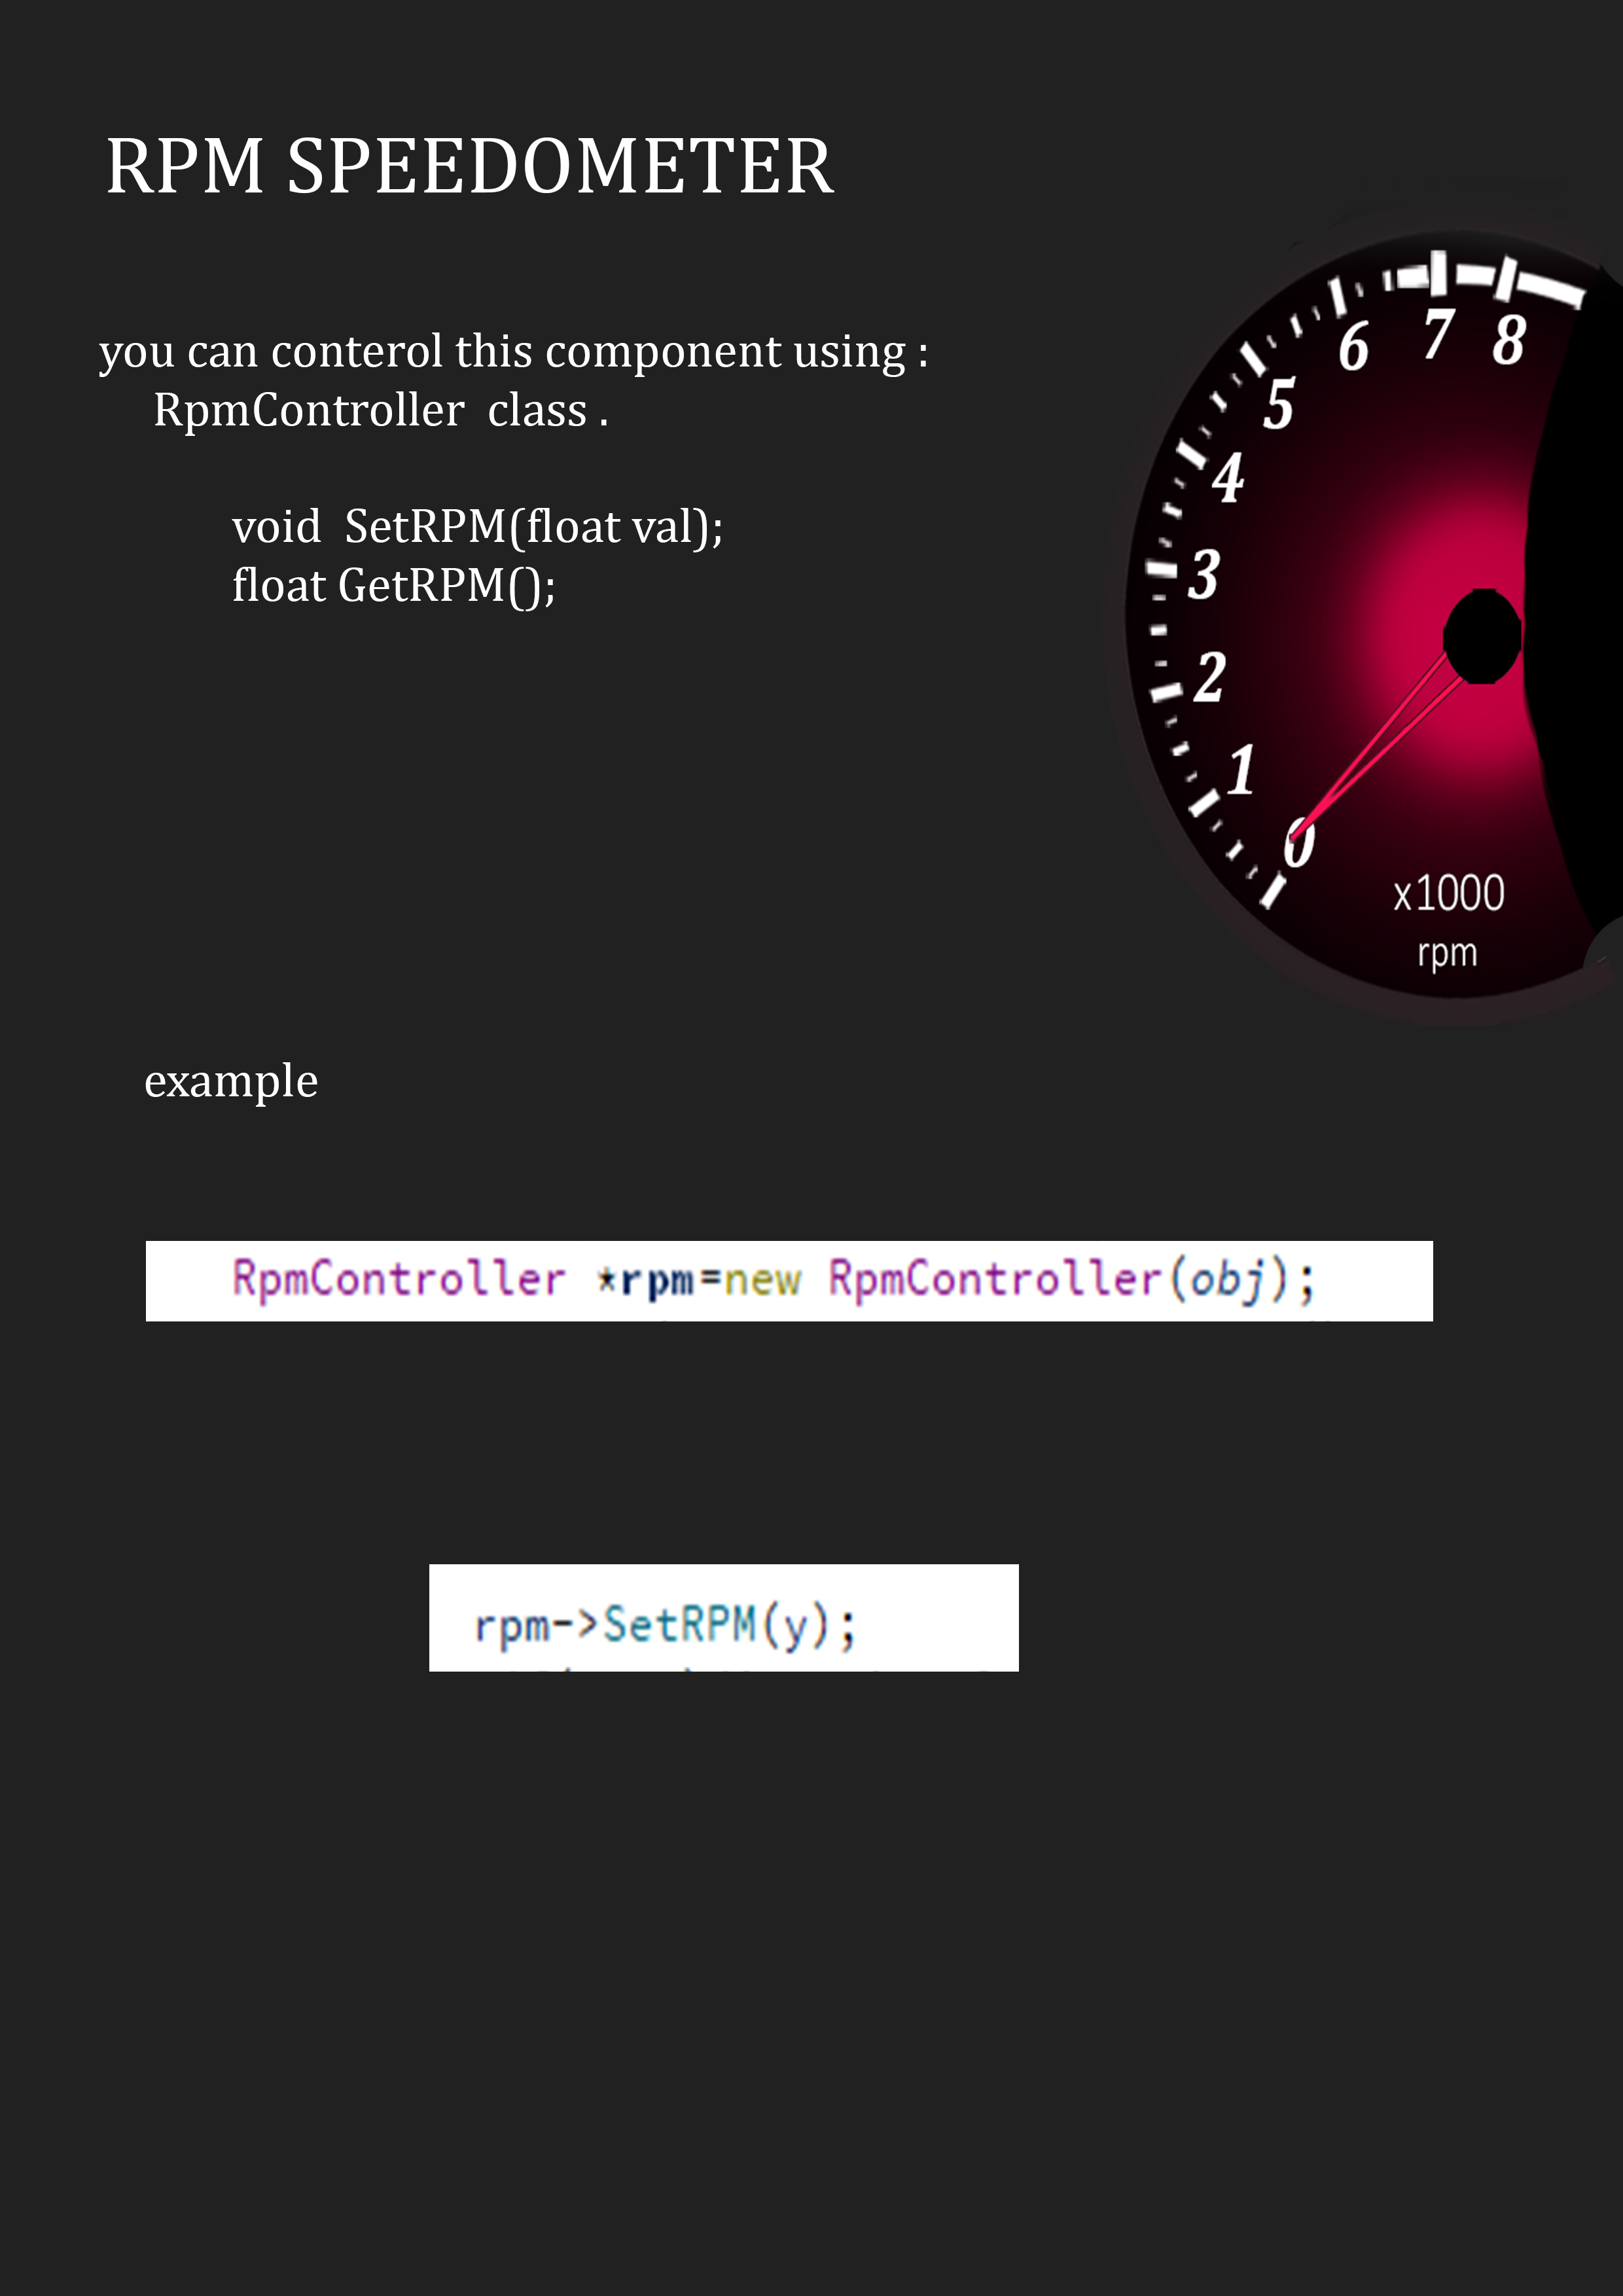 RPM SPEEDOMETER
you can conterol this component using :
RpmController class .
void SetRPM(float val);
float GetRPM();
8
7
6
5
4
3
2
1
0
x1000
rpm
example
RpmController *rpm=new RpmController(obj);
rpm->SetRPM(y);